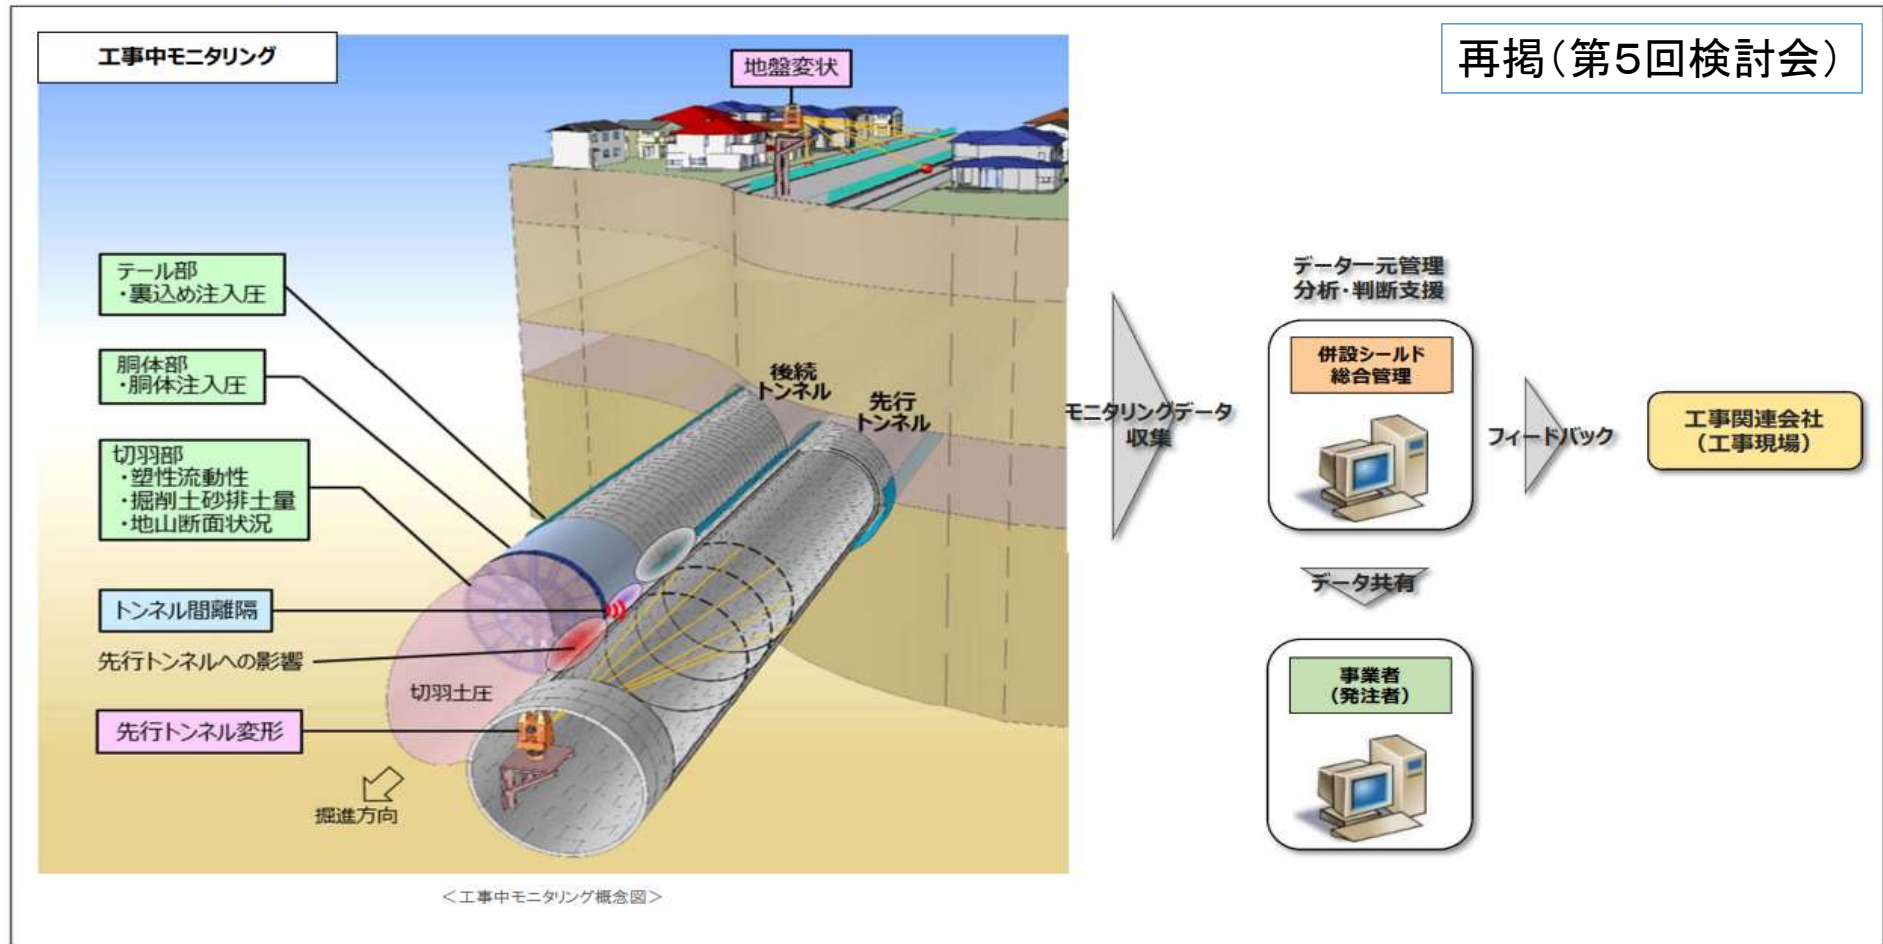 工事中モニタリング
再掲（第5回検討会）
地盤変状
テール部
・裏込め注入圧
胴体部
・胴体注入圧
切羽部
・塑性流動性
・掘削土砂排土量
・地山断面状況
トンネル間離隔
先行トンネルへの影響
切羽土圧
先行トンネル変形
掘進方向
後続
トンネル
先行
トンネル
モニタリングデータ
収集
データ一元管理
分析・判断支援
併設シールド
総合管理
フィードバック
工事関連会社
（工事現場）
データ共有
事業者
（発注者）
＜工事中モニタリング概念図＞